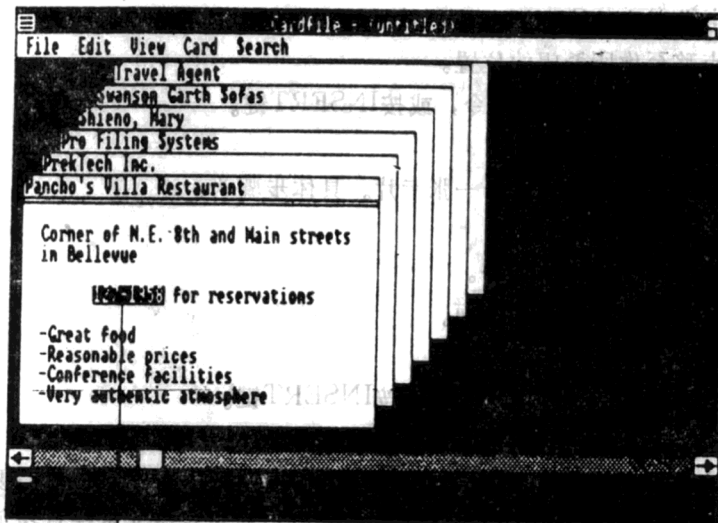 Cardfile - (untitled)
File Edit View Card Search
Travel Agent
Swanson Garth Sofas
Shieno, Mary
Pro Filing Systems
PrekTech Inc.
Pancho's Villa Restaurant
Corner of N.E. 8th and Main streets
in Bellevue
for reservations
-Great food
-Reasonable prices
-Conference facilities
-Very authentic atmosphere